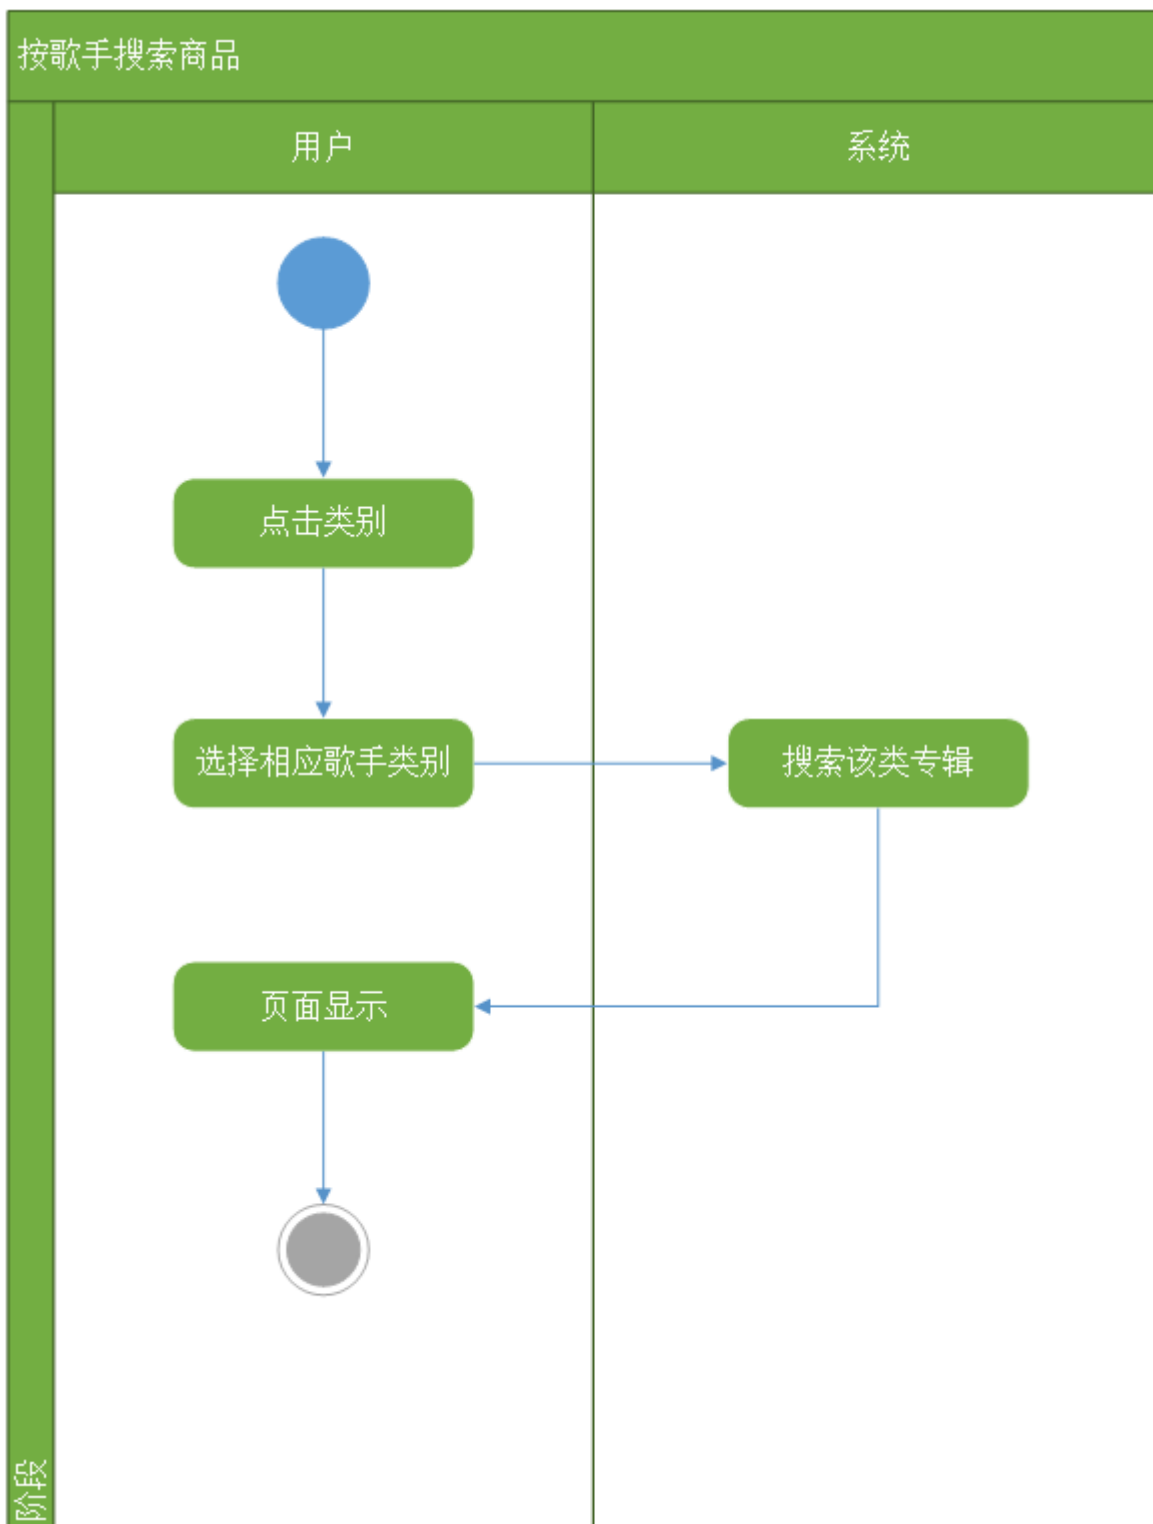 按歌手搜索商品
用户
系统
点击类别
选择相应歌手类别
搜索该类专辑
页面显示
阶段